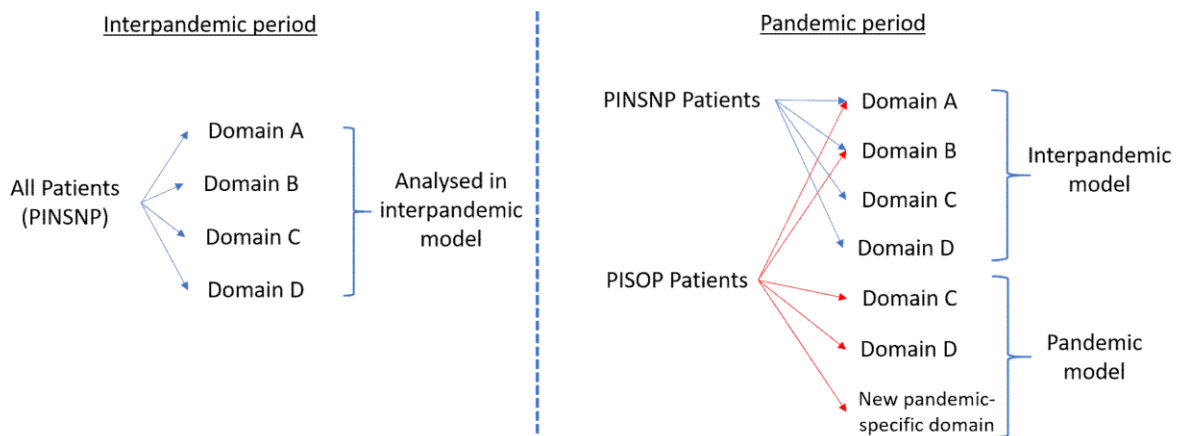 Interpandemic period
All Patients
(PINSNP)
Domain A
Domain B
Domain C
Domain D
Analysed in
interpandemic
model
Pandemic period
PINSNP Patients
PISOP Patients
Domain A
Domain B
Domain C
Domain D
Interpandemic
model
Domain C
Domain D
New pandemic-
specific domain
Pandemic
model